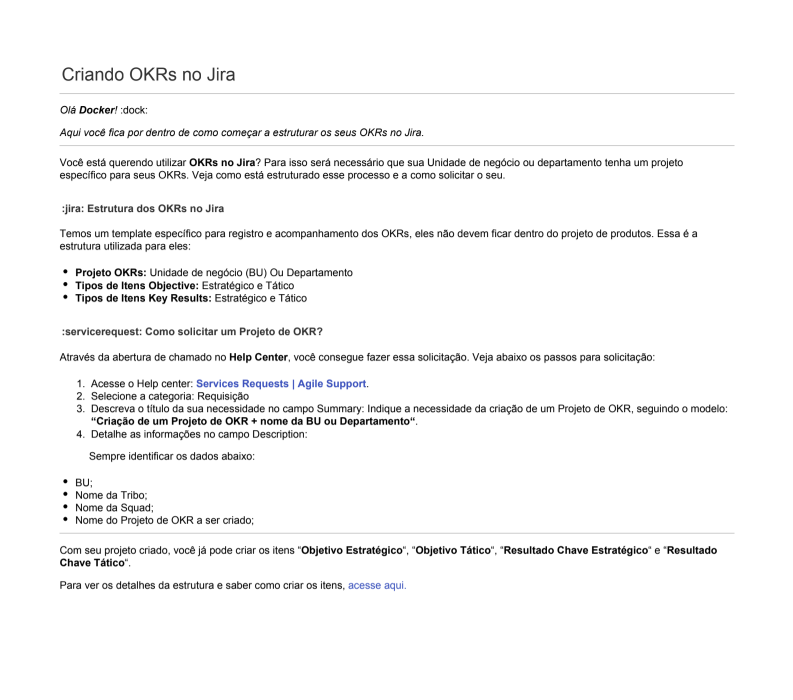 Criando OKRs no Jira
Olá Docker! :dock:
Aqui você fica por dentro de como começar a estruturar os seus OKRs no Jira.
Você está querendo utilizar OKRs no Jira? Para isso será necessário que sua Unidade de negócio ou departamento tenha um projeto
específico para seus OKRs. Veja como está estruturado esse processo e a como solicitar o seu.
:jira: Estrutura dos OKRs no Jira
Temos um template específico para registro e acompanhamento dos OKRs, eles não devem ficar dentro do projeto de produtos. Essa é a
estrutura utilizada para eles:
• Projeto OKRs: Unidade de negócio (BU) Ou Departamento
• Tipos de Itens Objective: Estratégico e Tático
• Tipos de Itens Key Results: Estratégico e Tático
:servicerequest: Como solicitar um Projeto de OKR?
Através da abertura de chamado no Help Center, você consegue fazer essa solicitação. Veja abaixo os passos para solicitação:
1. Acesse o Help center: Services Requests | Agile Support.
2. Selecione a categoria: Requisição
3. Descreva o título da sua necessidade no campo Summary: Indique a necessidade da criação de um Projeto de OKR, seguindo o modelo:
“Criação de um Projeto de OKR + nome da BU ou Departamento“.
4. Detalhe as informações no campo Description:
Sempre identificar os dados abaixo:
• BU;
• Nome da Tribo;
• Nome da Squad;
• Nome do Projeto de OKR a ser criado;
Com seu projeto criado, você já pode criar os itens “Objetivo Estratégico“, “Objetivo Tático“, “Resultado Chave Estratégico“ e “Resultado
Chave Tático“.
Para ver os detalhes da estrutura e saber como criar os itens, acesse aqui.